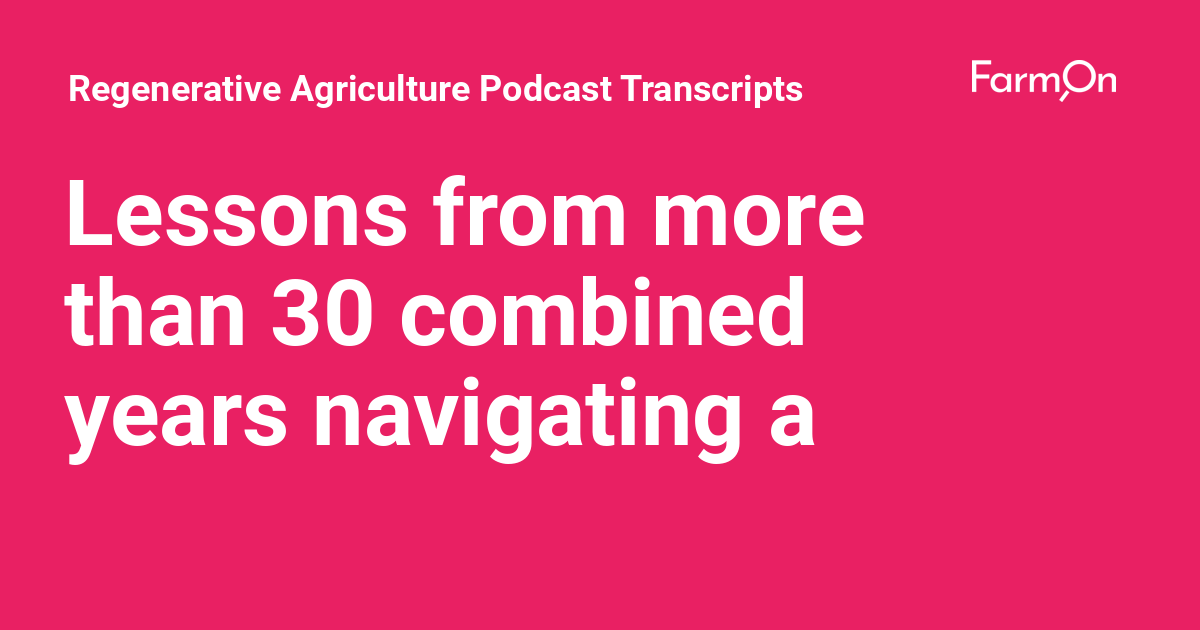 Regenerative Agriculture Podcast Transcripts
FarmOn
Lessons from more
than 30 combined
years navigating a